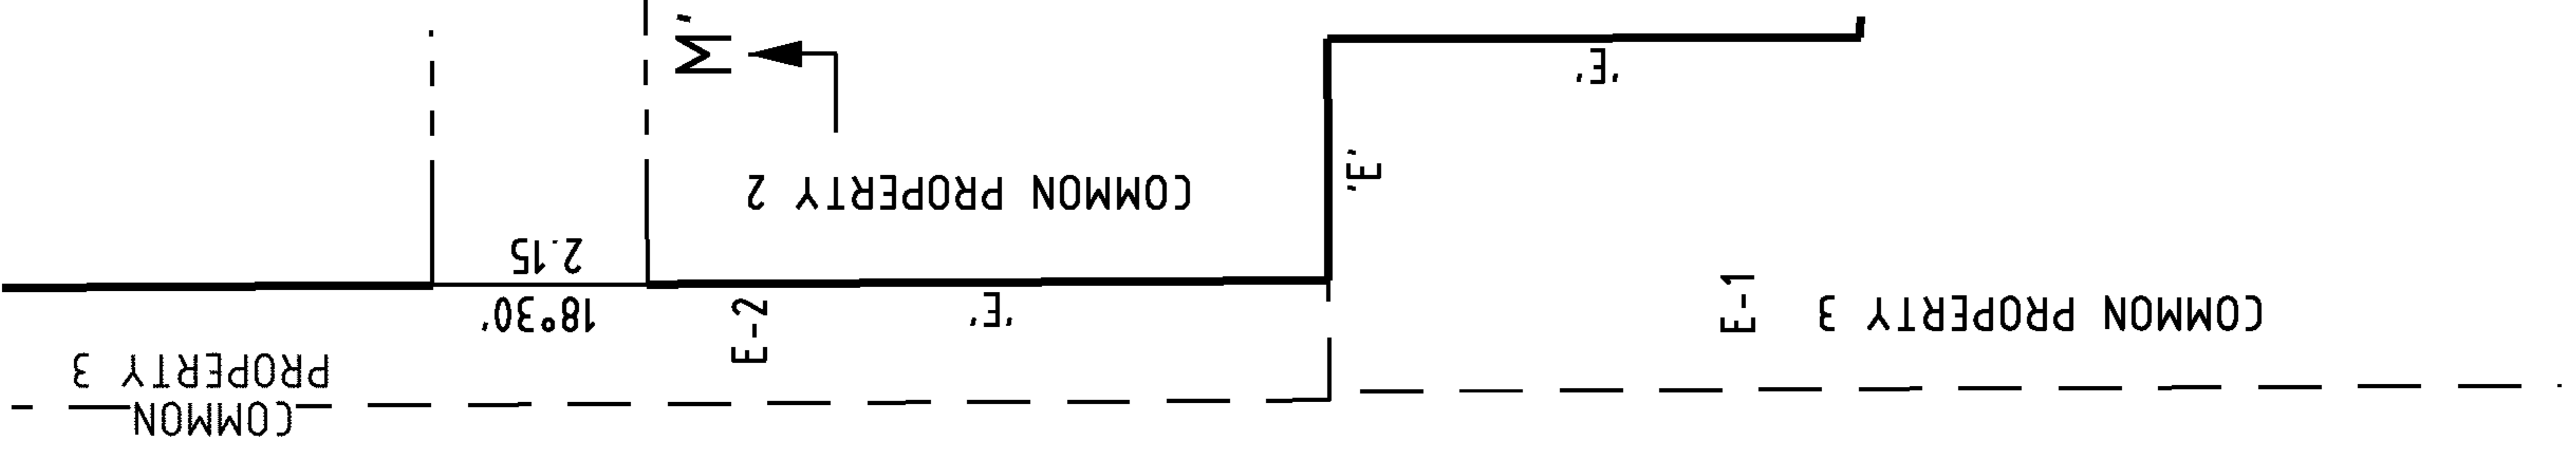 COMMON
PROPERTY 3
COMMON PROPERTY 3
E-1
'E'
E-2
18°30'
2.15
COMMON PROPERTY 2
'E'
'E'
M'